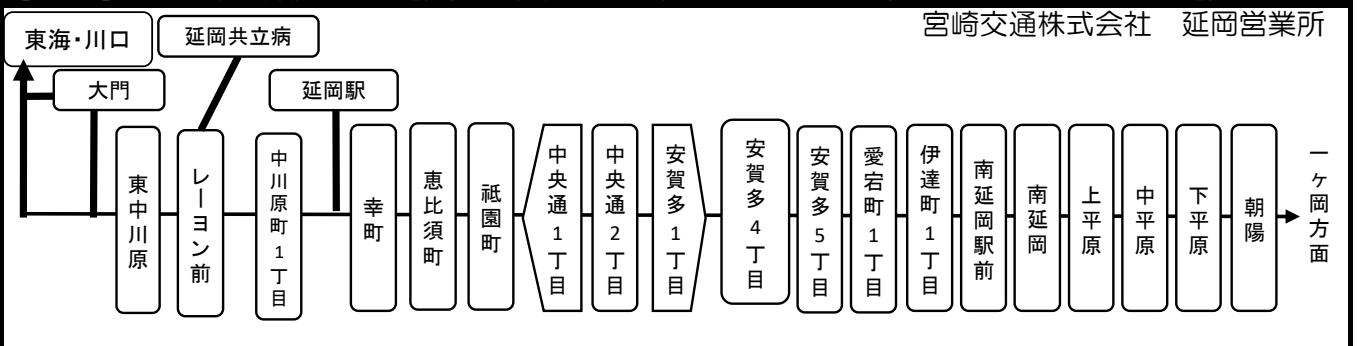 宮崎交通株式会社　延岡営業所
東海・川口
延岡共立病
大門
延岡駅
東中川原
レーヨン前
中川原町1丁目
幸町
恵比須町
祇園町
中央通1丁目
中央通2丁目
安賀多1丁目
安賀多4丁目
安賀多5丁目
愛宕町1丁目
伊達町1丁目
南延岡駅前
南延岡
上平原
中平原
下平原
朝陽
一ヶ岡方面